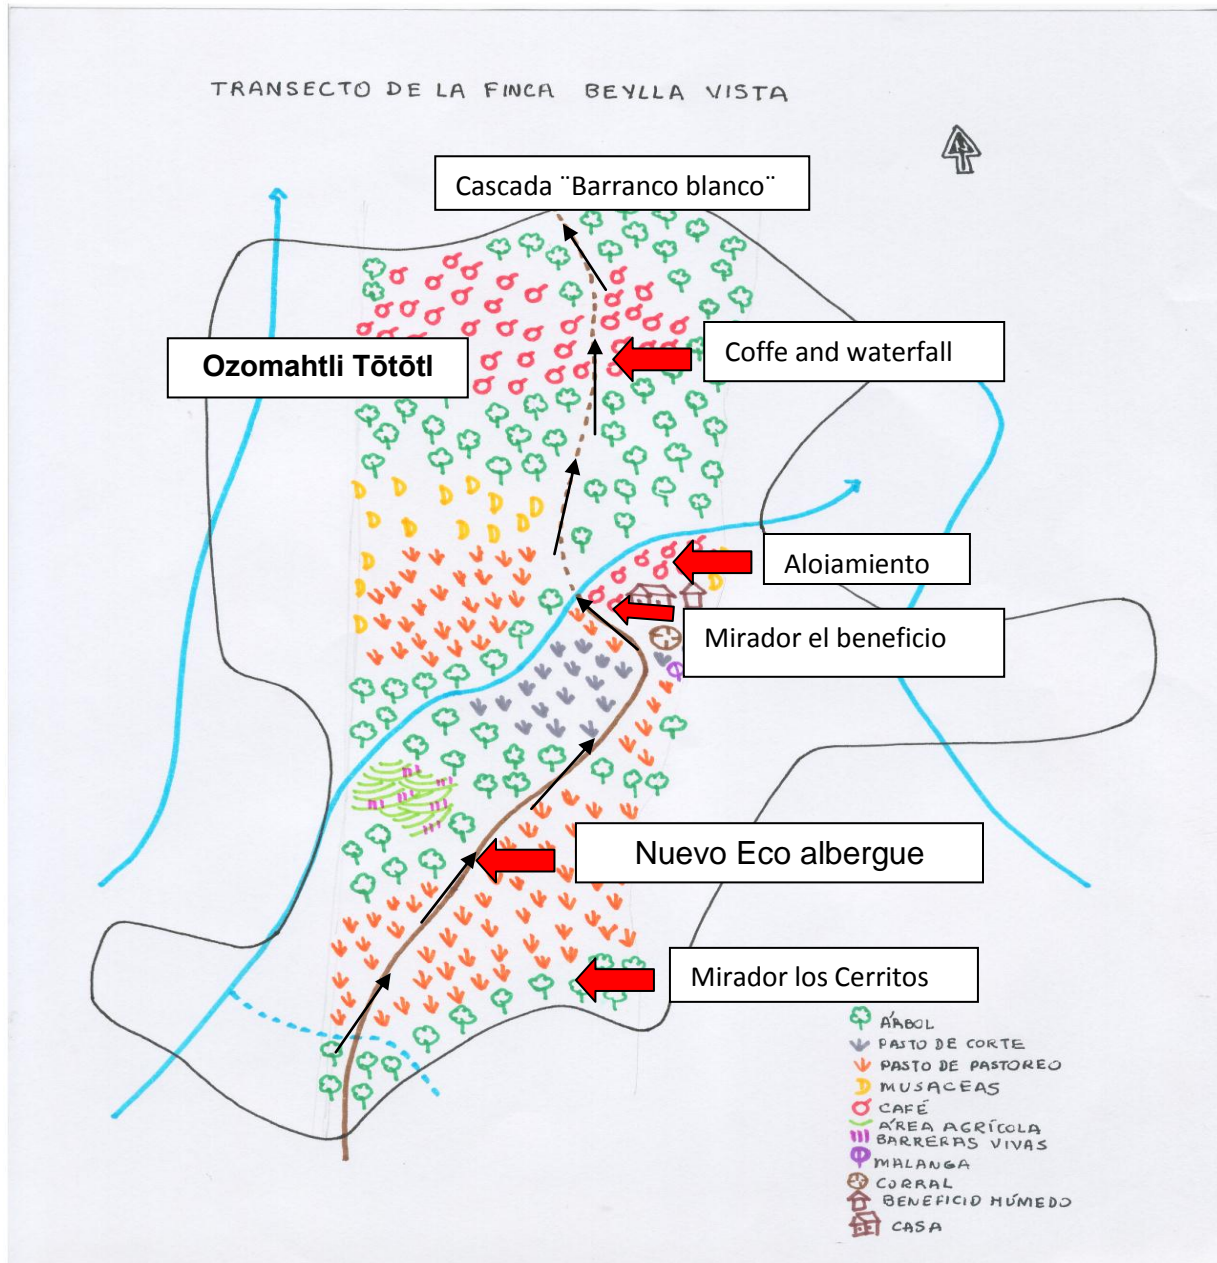 TRANSECTO DE LA FINCA BEYLLA VISTA
Cascada ¨Barranco blanco¨
Coffe and waterfall
Ozomahtli Tōtōtl
Alojamiento
Mirador el beneficio
Nuevo Eco albergue
Mirador los Cerritos
ÁRBOL
PASTO DE CORTE
PASTO DE PASTOREO
MUSACEAS
CAFÉ
ÁREA AGRÍCOLA
BARRERAS VIVAS
MALANGA
CORRAL
BENEFICIO HÚMEDO
CASA